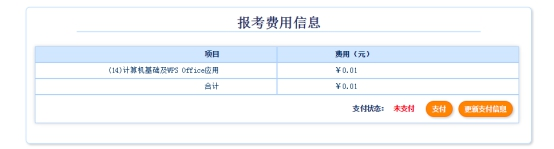 报考费用信息
项目 费用（元）
(14)计算机基础及WPS Office应用 ￥0.01
合计 ￥0.01
支付状态： 未支付 支付 更新支付信息